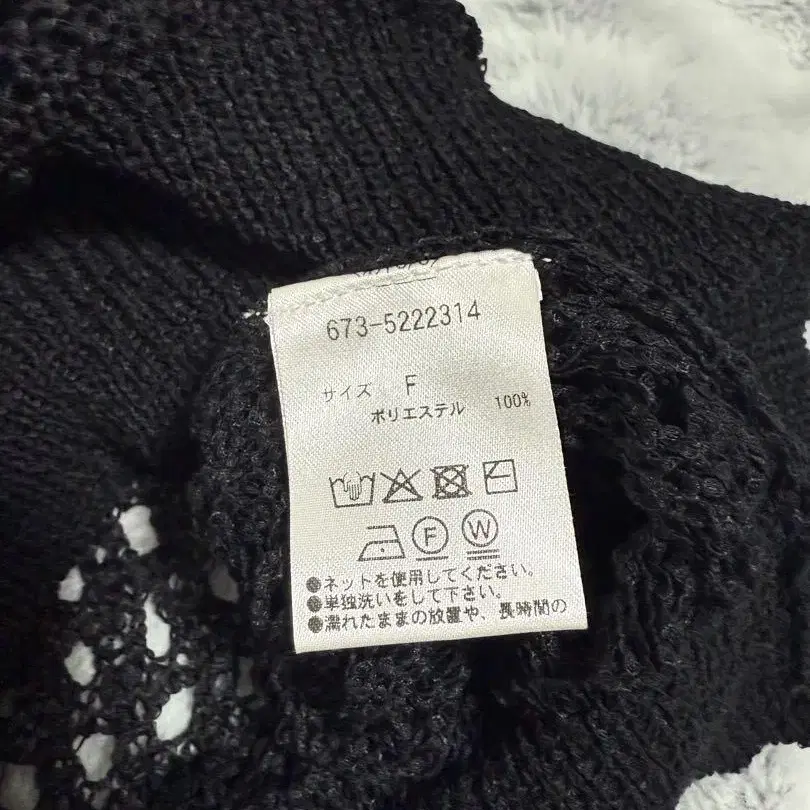 673-5222314
サイズ F
ポリエステル 100%
F W
●ネットを使用してください。
●単独洗いをして下さい。
●濡れたままの放置や、長時間の